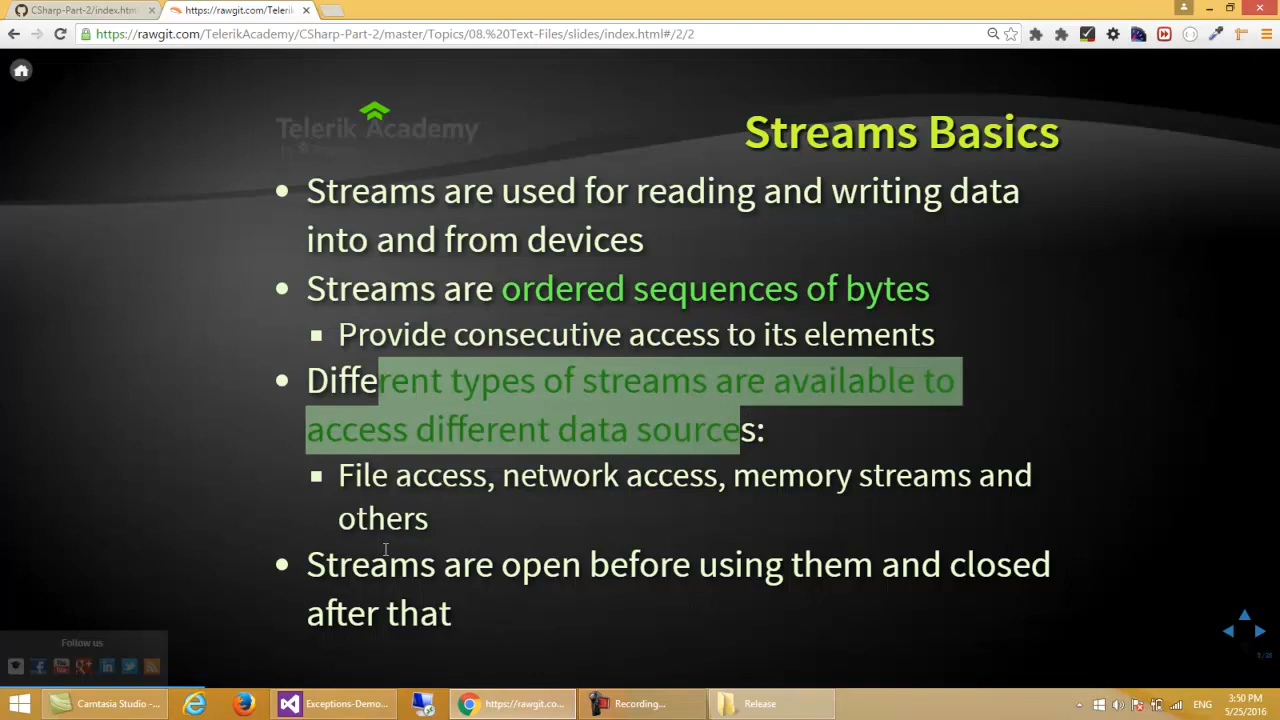 CSharp-Part-2/index.htm
https://rawgit.com/Telerik
https://rawgit.com/TelerikAcademy/CSharp-Part-2/master/Topics/08.%20Text-Files/slides/index.html#/2/2
Telerik Academy
Streams Basics
Streams are used for reading and writing data
into and from devices
Streams are ordered sequences of bytes
Provide consecutive access to its elements
Different types of streams are available to
access different data sources:
File access, network access, memory streams and
others
Streams are open before using them and closed
after that
Follow us
Camtasia Studio -...
Exceptions-Demo...
https://rawgit.co...
Recording...
Release
ENG
3:50 PM
5/25/2016